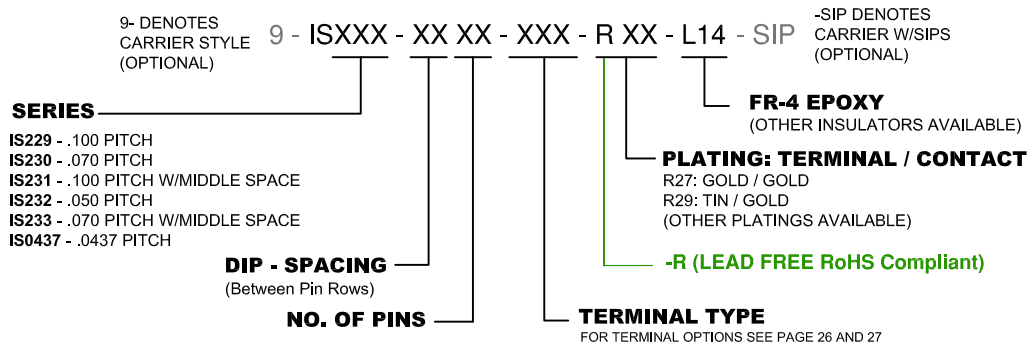 9- DENOTES
CARRIER STYLE
(OPTIONAL)
9 - ISXXX - XX XX - XXX - R XX - L14 - SIP
-SIP DENOTES
CARRIER W/SIPS
(OPTIONAL)
SERIES
IS229 - .100 PITCH
IS230 - .070 PITCH
IS231 - .100 PITCH W/MIDDLE SPACE
IS232 - .050 PITCH
IS233 - .070 PITCH W/MIDDLE SPACE
IS0437 - .0437 PITCH
FR-4 EPOXY
(OTHER INSULATORS AVAILABLE)
PLATING: TERMINAL / CONTACT
R27: GOLD / GOLD
R29: TIN / GOLD
(OTHER PLATINGS AVAILABLE)
-R (LEAD FREE RoHS Compliant)
DIP - SPACING
(Between Pin Rows)
NO. OF PINS
TERMINAL TYPE
FOR TERMINAL OPTIONS SEE PAGE 26 AND 27